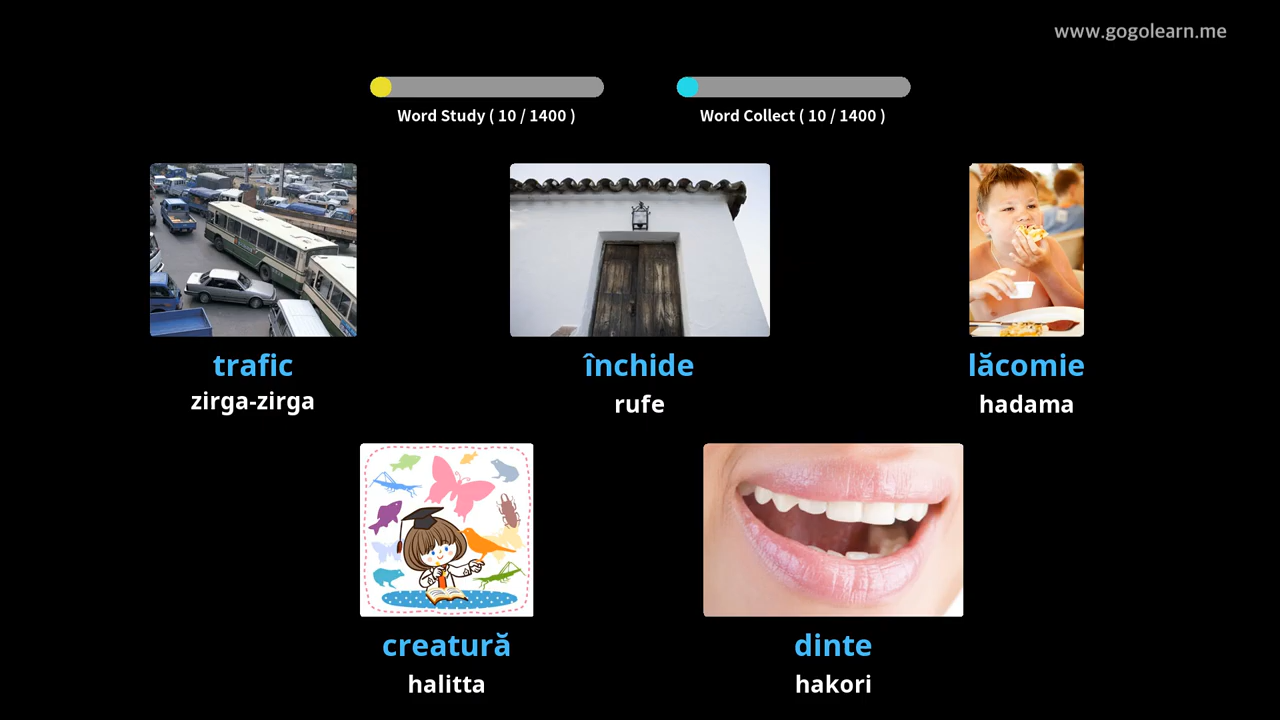 www.gogolearn.me
Word Study ( 10 / 1400 )
Word Collect ( 10 / 1400 )
trafic
zirga-zirga
închide
rufe
lăcomie
hadama
creatură
halitta
dinte
hakori